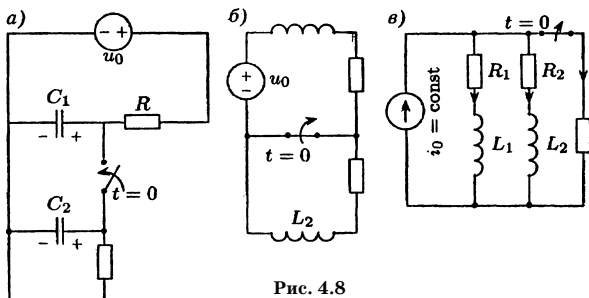 а)
− +
u₀
C₁
− +
R
t = 0
C₂
− +
б)
+
−
u₀
t = 0
L₂
в)
t = 0
i₀ = const
R₁
R₂
L₁
L₂
Рис. 4.8